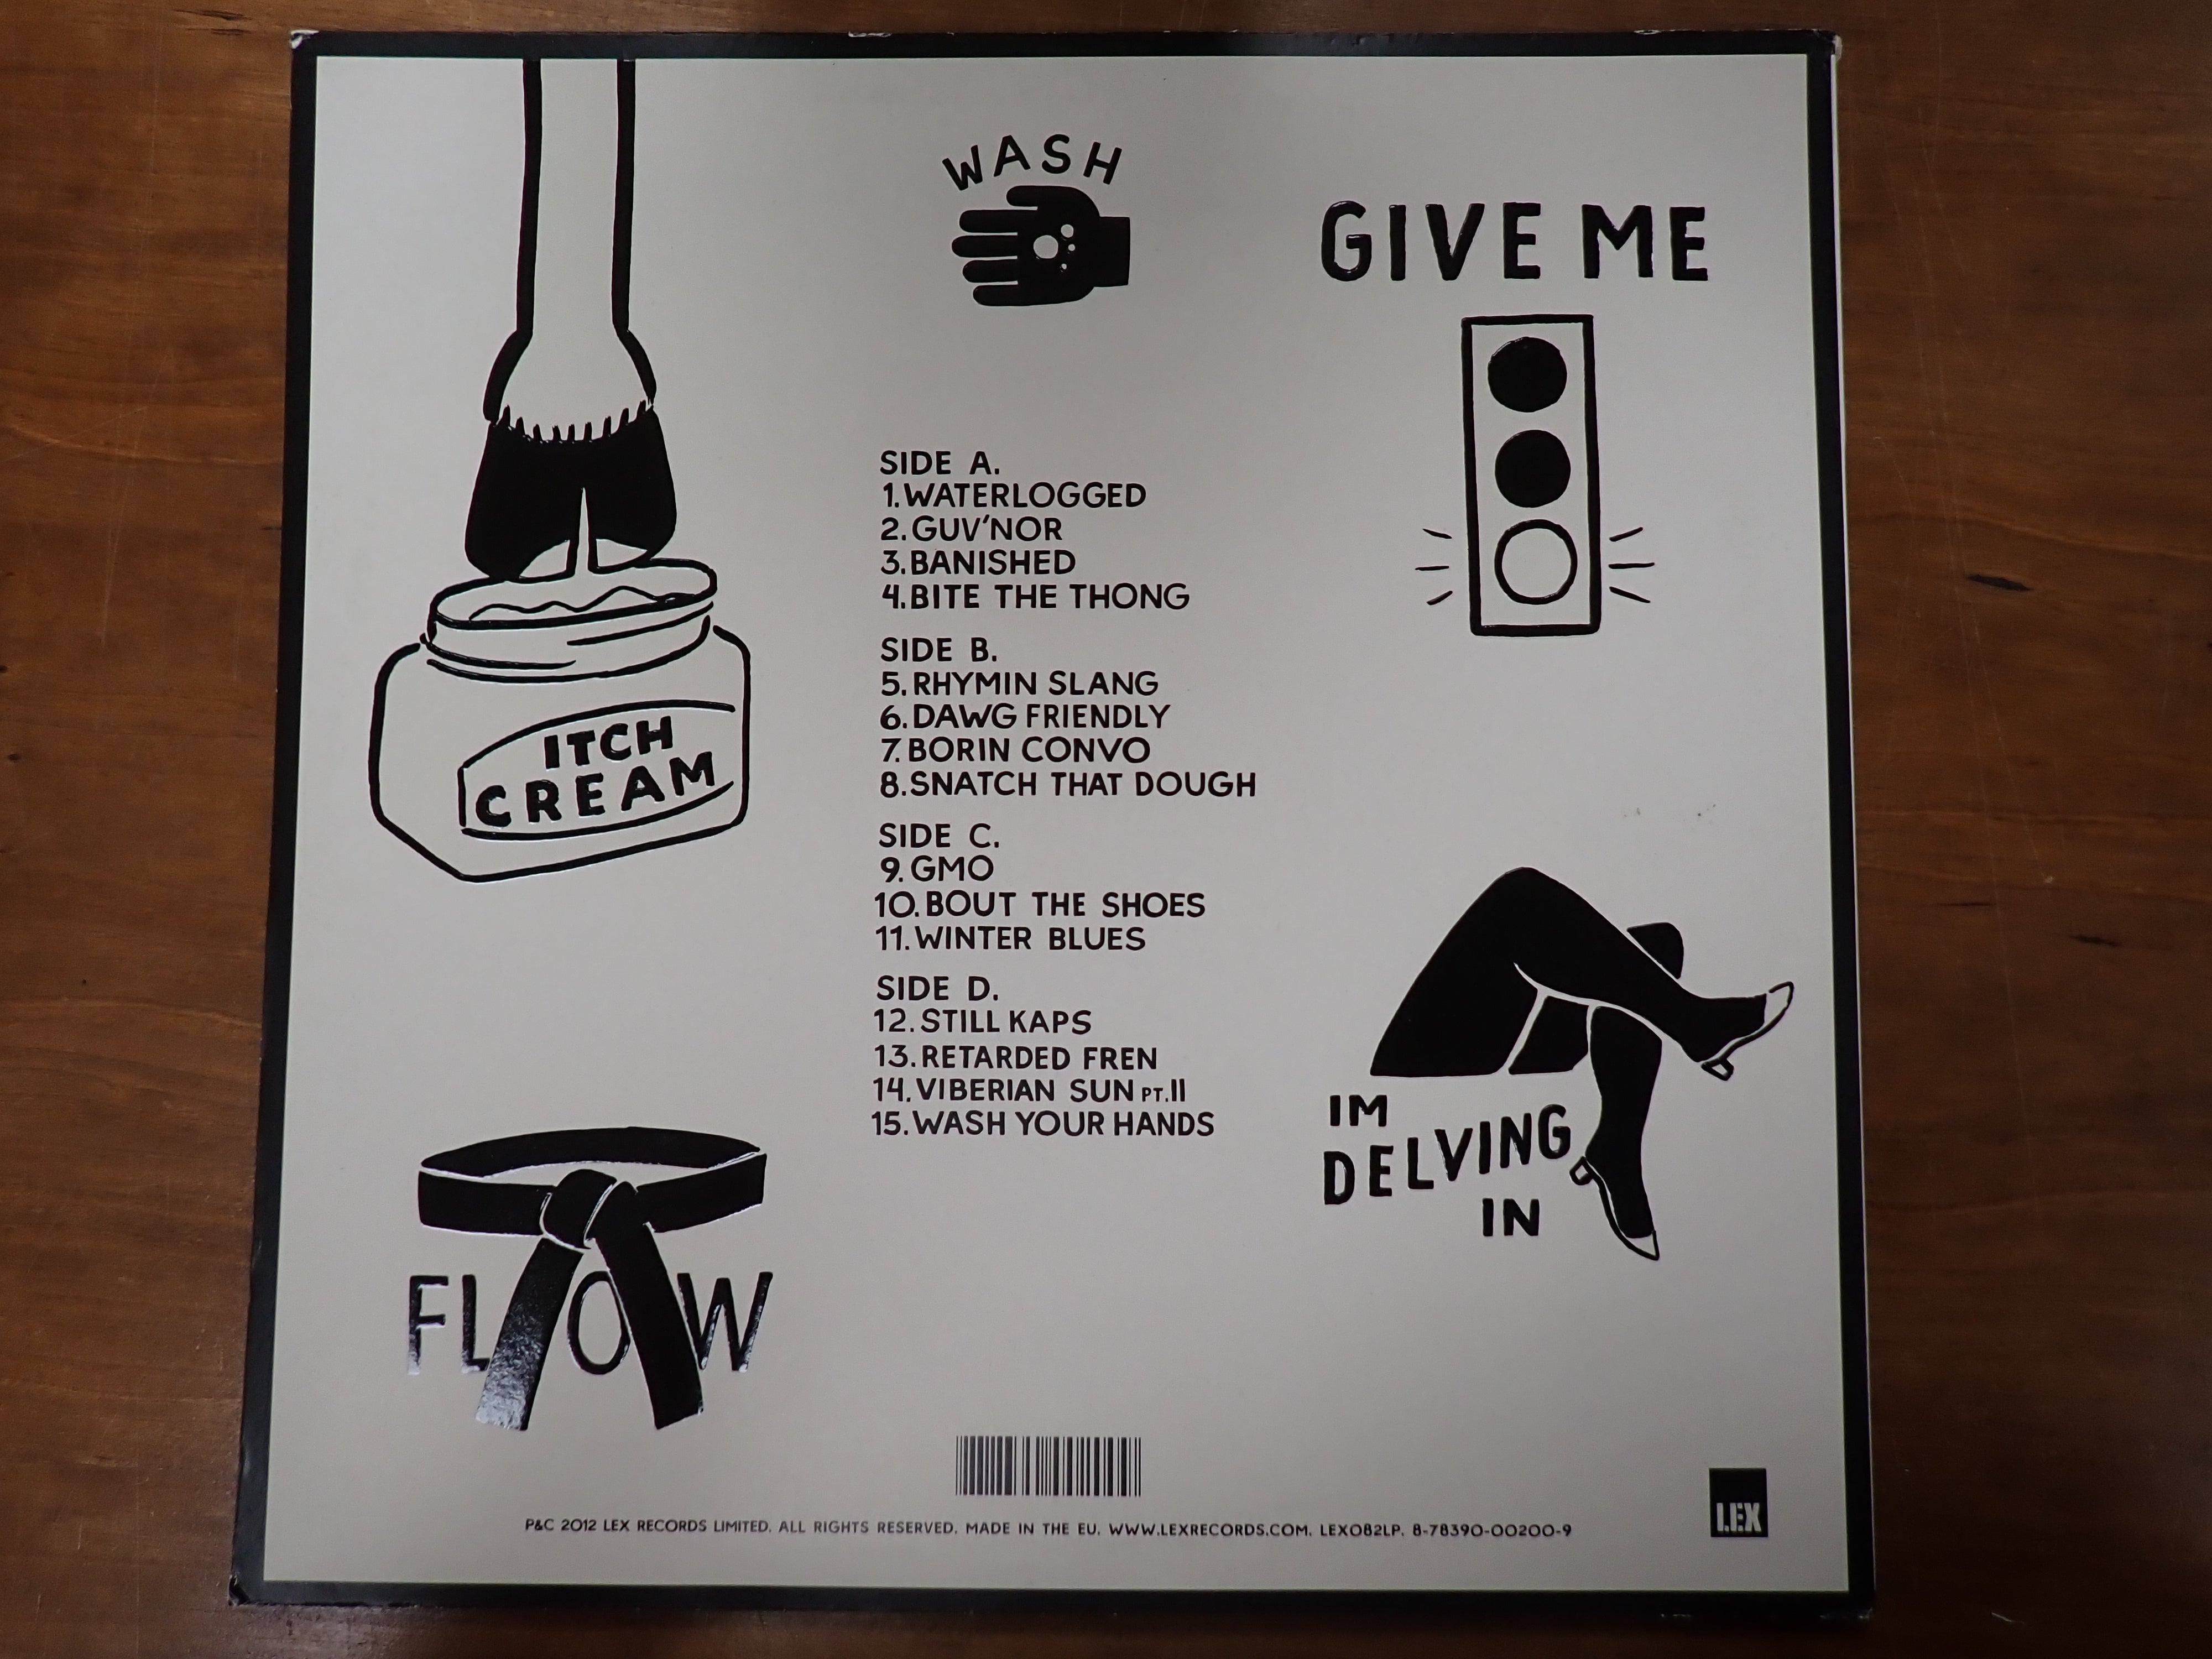 WASH
GIVE ME
SIDE A.
1. WATERLOGGED
2. GUV'NOR
3. BANISHED
4. BITE THE THONG
SIDE B.
5. RHYMIN SLANG
6. DAWG FRIENDLY
7. BORIN CONVO
8. SNATCH THAT DOUGH
ITCH
CREAM
SIDE C.
9. GMO
10. BOUT THE SHOES
11. WINTER BLUES
SIDE D.
12. STILL KAPS
13. RETARDED FREN
14. VIBERIAN SUN PT.II
15. WASH YOUR HANDS
IM
DELVING
IN
FLOW
LEX
P&C 2012 LEX RECORDS LIMITED. ALL RIGHTS RESERVED. MADE IN THE EU. WWW.LEXRECORDS.COM. LEX082LP. 8-78390-00200-9